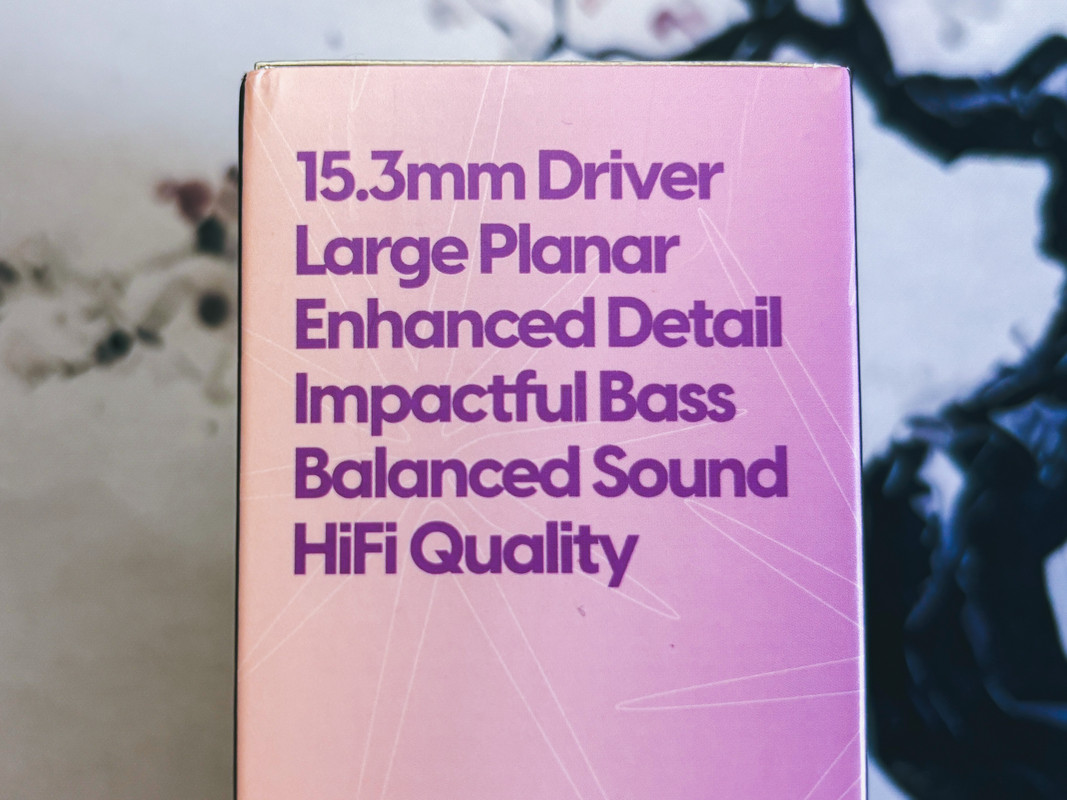 15.3mm Driver
Large Planar
Enhanced Detail
Impactful Bass
Balanced Sound
HiFi Quality